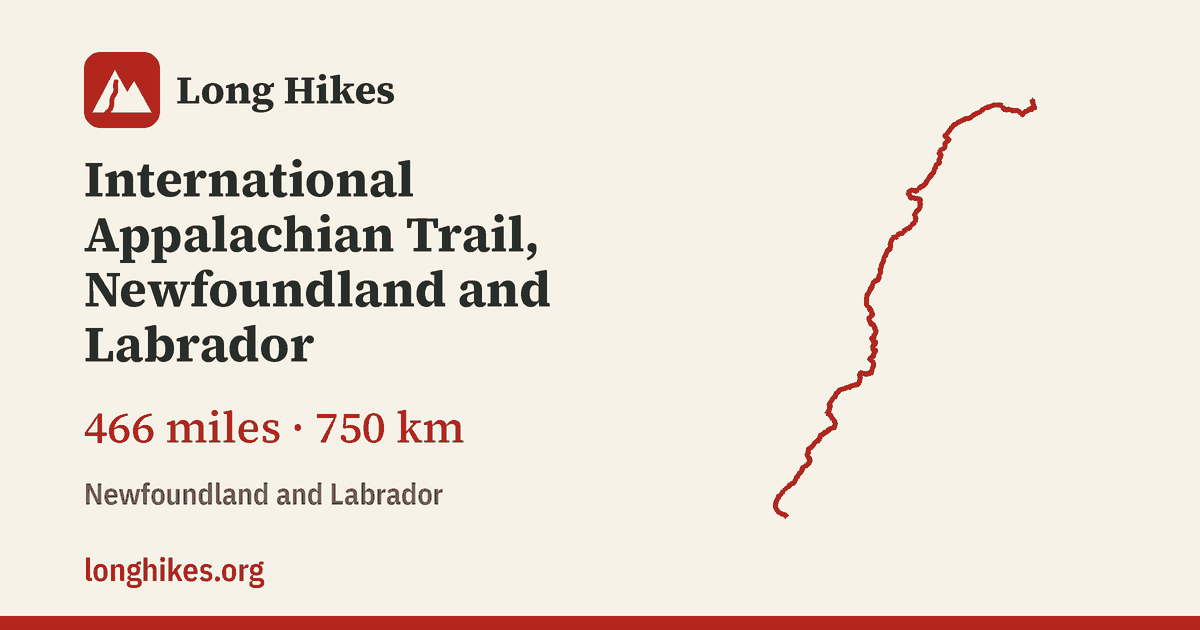 Long Hikes
International
Appalachian Trail,
Newfoundland and
Labrador
466 miles · 750 km
Newfoundland and Labrador
longhikes.org